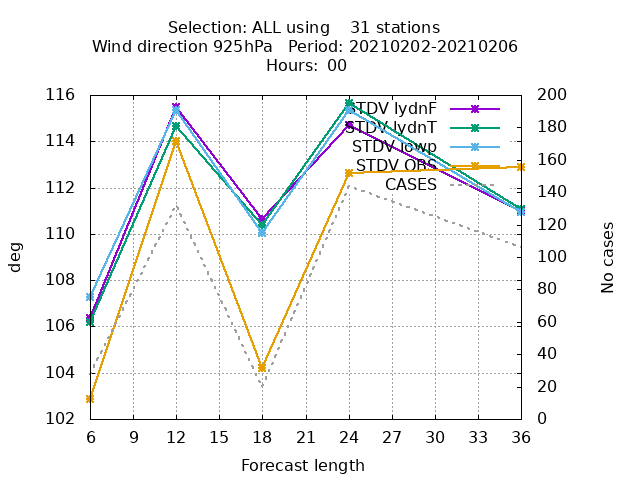 Selection: ALL using    31 stations
Wind direction 925hPa   Period: 20210202-20210206
Hours: 00
116
114
112
110
108
106
104
102
200
180
160
140
120
100
80
60
40
20
0
deg
No cases
STDV lydnF
STDV lydnT
STDV iowp
STDV OBS
CASES
6 9 12 15 18 21 24 27 30 33 36
Forecast length